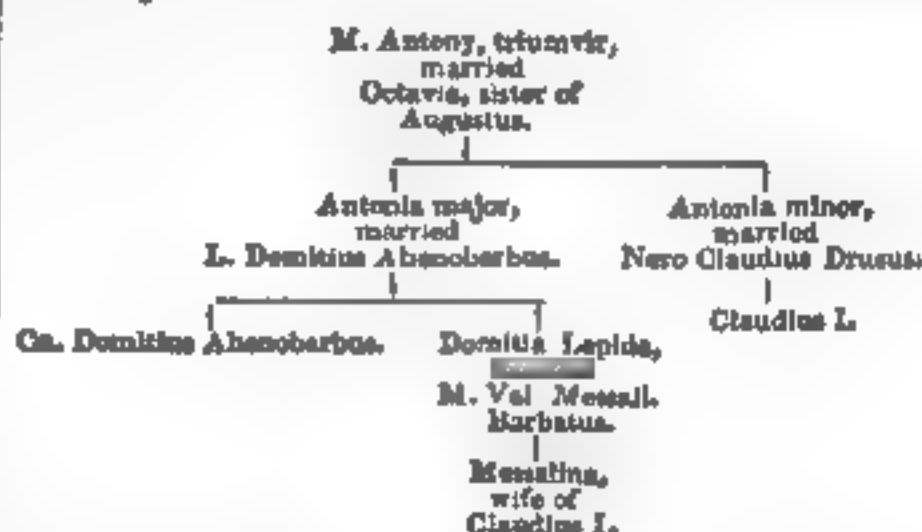 M. Antony, triumvir,
married
Octavia, sister of
Augustus.
Antonia major,
married
L. Domitius Ahenobarbus.
Antonia minor,
married
Nero Claudius Drusus.
Claudius I.
Cn. Domitius Ahenobarbus.
Domitia Lepida,
M. Val Messall.
Barbatus.
Messalina,
wife of
Claudius I.